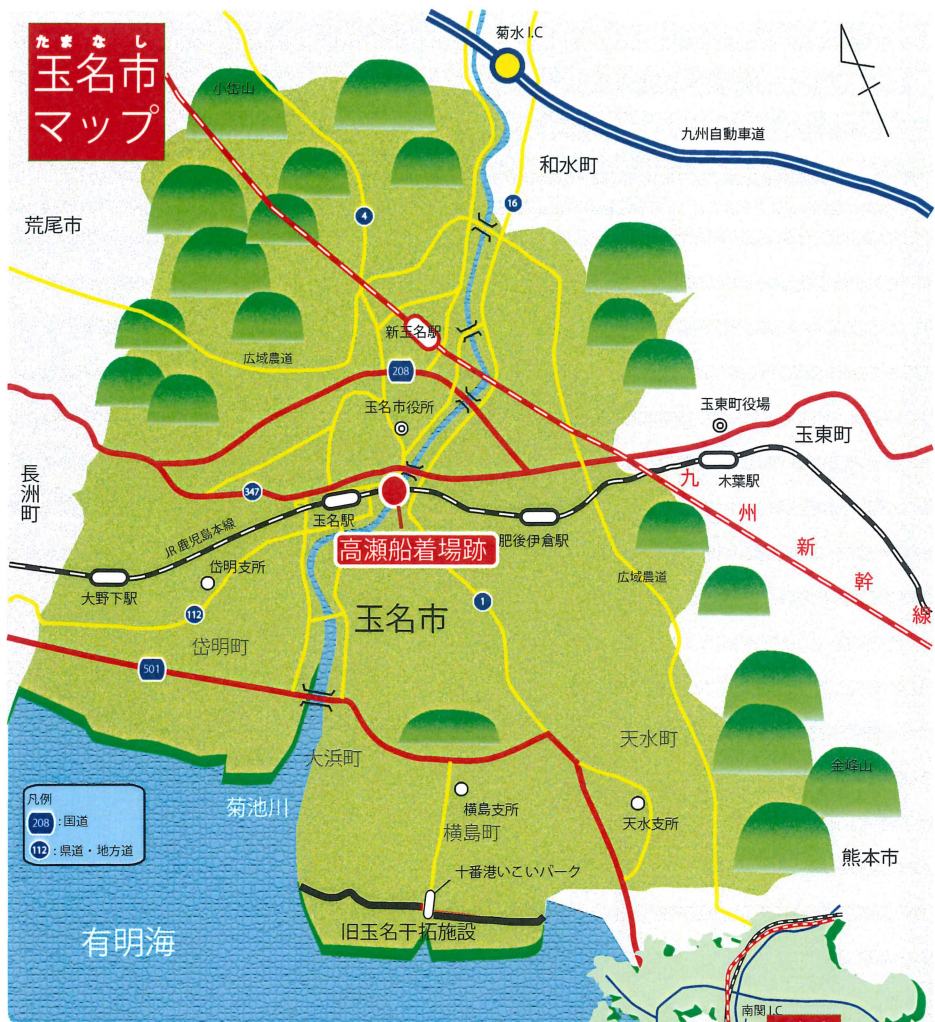 たまなし
玉名市
マップ
菊水 I.C
小岱山
九州自動車道
和水町
荒尾市
4
16
新玉名駅
広域農道
208
玉名市役所
玉東町役場
玉東町
長洲町
347
玉名駅
木葉駅
九州新幹線
JR 鹿児島本線
高瀬船着場跡
肥後伊倉駅
大野下駅
岱明支所
広域農道
112
1
玉名市
岱明町
501
大浜町
天水町
金峰山
菊池川
横島支所
天水支所
横島町
凡例
208 : 国道
112 : 県道・地方道
熊本市
十番港いこいパーク
旧玉名干拓施設
有明海
南関 I.C